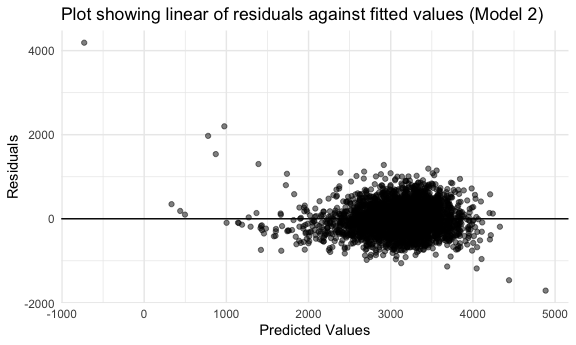 Plot showing linear of residuals against fitted values (Model 2)
4000
2000
0
-2000
Residuals
-1000 0 1000 2000 3000 4000 5000
Predicted Values